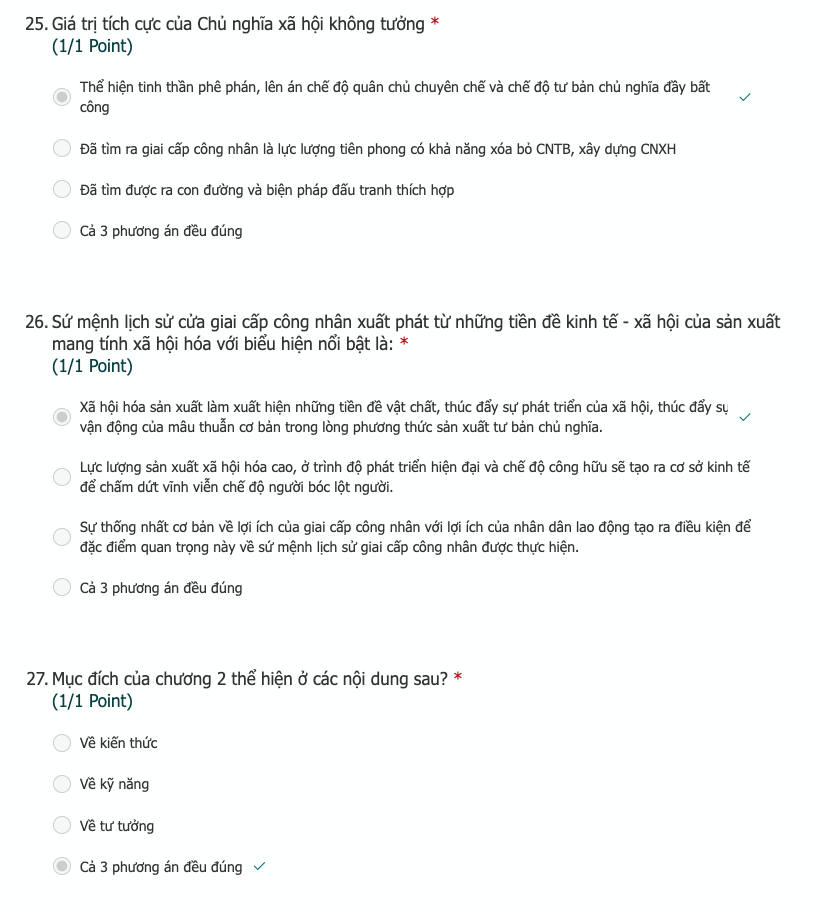 25. Giá trị tích cực của Chủ nghĩa xã hội không tưởng *
(1/1 Point)
Thể hiện tinh thần phê phán, lên án chế độ quân chủ chuyên chế và chế độ tư bản chủ nghĩa đầy bất
công
Đã tìm ra giai cấp công nhân là lực lượng tiên phong có khả năng xóa bỏ CNTB, xây dựng CNXH
Đã tìm được ra con đường và biện pháp đấu tranh thích hợp
Cả 3 phương án đều đúng
26. Sứ mệnh lịch sử cửa giai cấp công nhân xuất phát từ những tiền đề kinh tế - xã hội của sản xuất
mang tính xã hội hóa với biểu hiện nổi bật là: *
(1/1 Point)
Xã hội hóa sản xuất làm xuất hiện những tiền đề vật chất, thúc đẩy sự phát triển của xã hội, thúc đẩy sự
vận động của mâu thuẫn cơ bản trong lòng phương thức sản xuất tư bản chủ nghĩa.
Lực lượng sản xuất xã hội hóa cao, ở trình độ phát triển hiện đại và chế độ công hữu sẽ tạo ra cơ sở kinh tế
để chấm dứt vĩnh viễn chế độ người bóc lột người.
Sự thống nhất cơ bản về lợi ích của giai cấp công nhân với lợi ích của nhân dân lao động tạo ra điều kiện để
đặc điểm quan trọng này về sứ mệnh lịch sử giai cấp công nhân được thực hiện.
Cả 3 phương án đều đúng
27. Mục đích của chương 2 thể hiện ở các nội dung sau? *
(1/1 Point)
Về kiến thức
Về kỹ năng
Về tư tưởng
Cả 3 phương án đều đúng